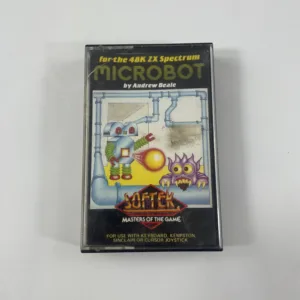 for the 48K ZX Spectrum
MICROBOT
by Andrew Beale
SOFTEK
MASTERS OF THE GAME
FOR USE WITH KEYBOARD, KEMPSTON,
SINCLAIR OR CURSOR JOYSTICK